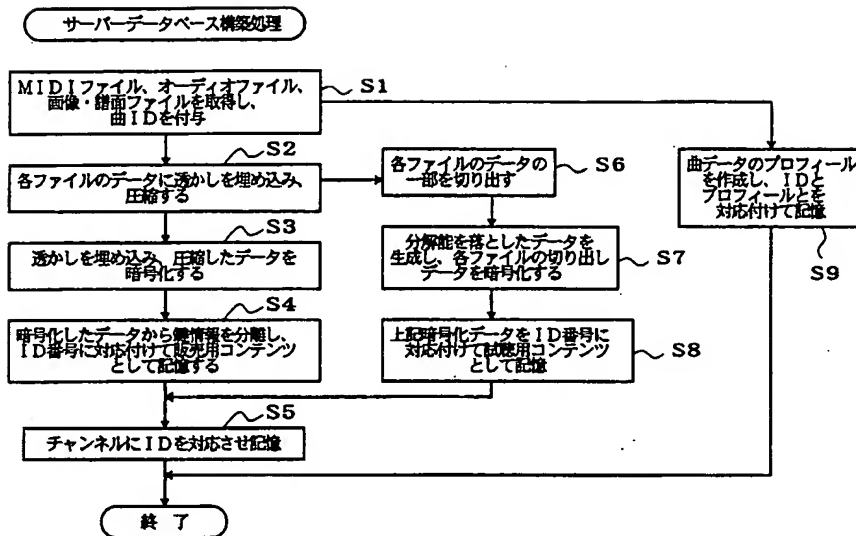 サーバーデータベース構築処理
MIDIファイル、オーディオファイル、
画像・譜面ファイルを取得し、
曲IDを付与
S1
S2
各ファイルのデータに透かしを埋め込み、
圧縮する
各ファイルのデータの
一部を切り出す
S6
曲データのプロフィール
を作成し、IDと
プロフィールとを
対応付けて記憶
S9
S3
透かしを埋め込み、圧縮したデータを
暗号化する
分解能を落としたデータを
生成し、各ファイルの切り出し
データを暗号化する
S7
S4
暗号化したデータから鍵情報を分離し、
ID番号に対応付けて販売用コンテンツ
として記憶する
上記暗号化データをID番号に
対応付けて試聴用コンテンツ
として記憶
S8
S5
チャンネルにIDを対応させ記憶
終 了